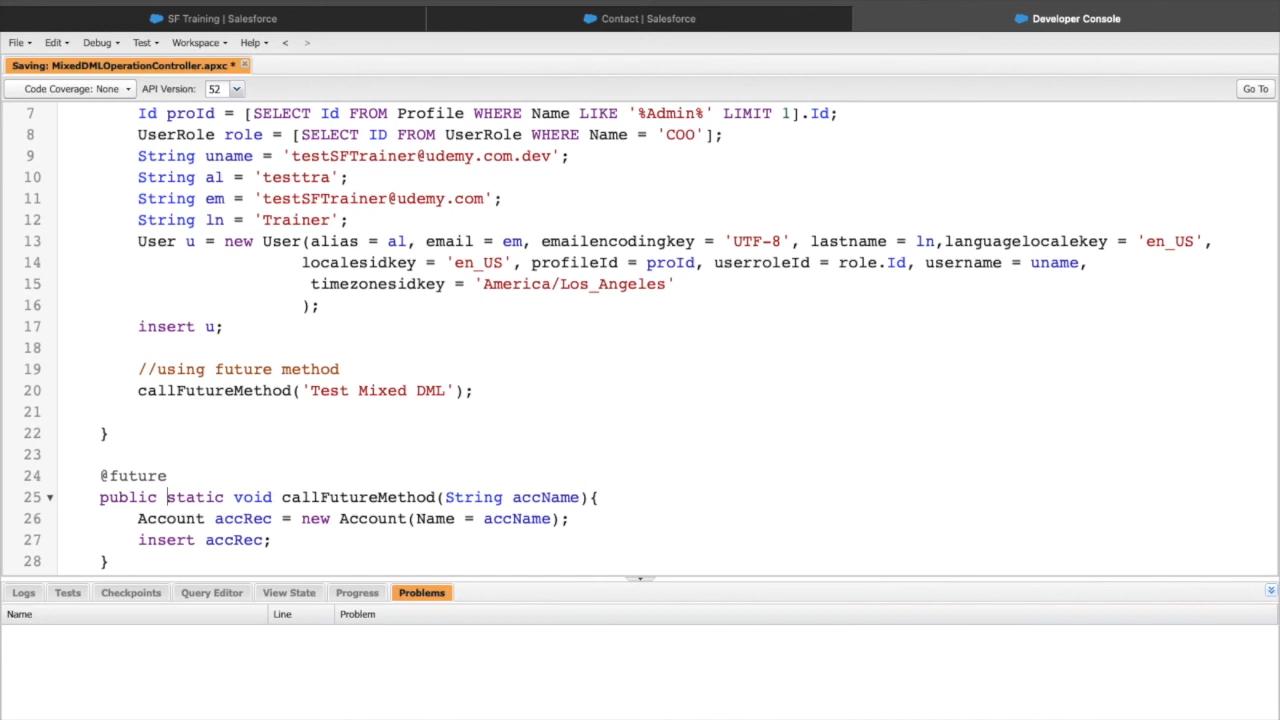 SF Training | Salesforce
Contact | Salesforce
Developer Console
File Edit Debug Test Workspace Help < >
Saving: MixedDMLOperationController.apxc *
Code Coverage: None API Version: 52 Go To
7 Id proId = [SELECT Id FROM Profile WHERE Name LIKE '%Admin%' LIMIT 1].Id;
8 UserRole role = [SELECT ID FROM UserRole WHERE Name = 'COO'];
9 String uname = 'testSFTrainer@udemy.com.dev';
10 String al = 'testtra';
11 String em = 'testSFTrainer@udemy.com';
12 String ln = 'Trainer';
13 User u = new User(alias = al, email = em, emailencodingkey = 'UTF-8', lastname = ln,languagelocalekey = 'en_US',
14 localesidkey = 'en_US', profileId = proId, userroleId = role.Id, username = uname,
15 timezonesidkey = 'America/Los_Angeles'
16 );
17 insert u;
18
19 //using future method
20 callFutureMethod('Test Mixed DML');
21
22 }
23
24 @future
25 public static void callFutureMethod(String accName){
26 Account accRec = new Account(Name = accName);
27 insert accRec;
28 }
Logs Tests Checkpoints Query Editor View State Progress Problems
Name Line Problem